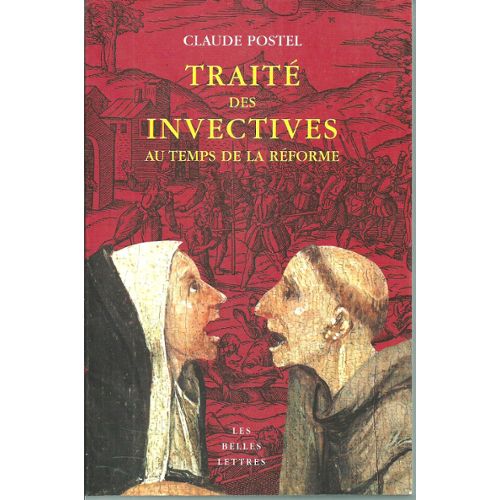 CLAUDE POSTEL
TRAITÉ
DES
INVECTIVES
AU TEMPS DE LA RÉFORME
LES
BELLES
LETTRES